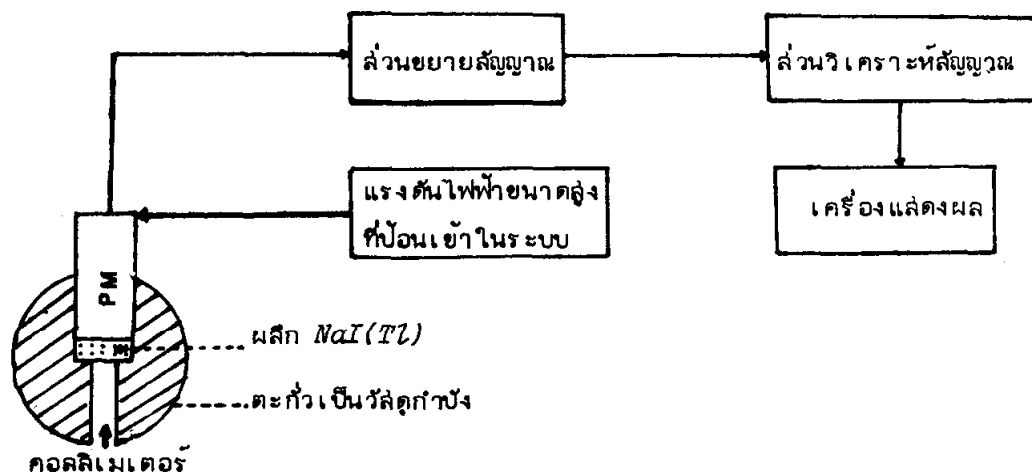 ส่วนขยายสัญญาณ
ส่วนวิเคราะห์สัญญาณ
แรงดันไฟฟ้าขนาดสูง
ที่ป้อนเข้าในระบบ
เครื่องแสดงผล
PM
ผลึก NaI(Tl)
ตะกั่วเป็นวัสดุกำบัง
คอลลิเมเตอร์